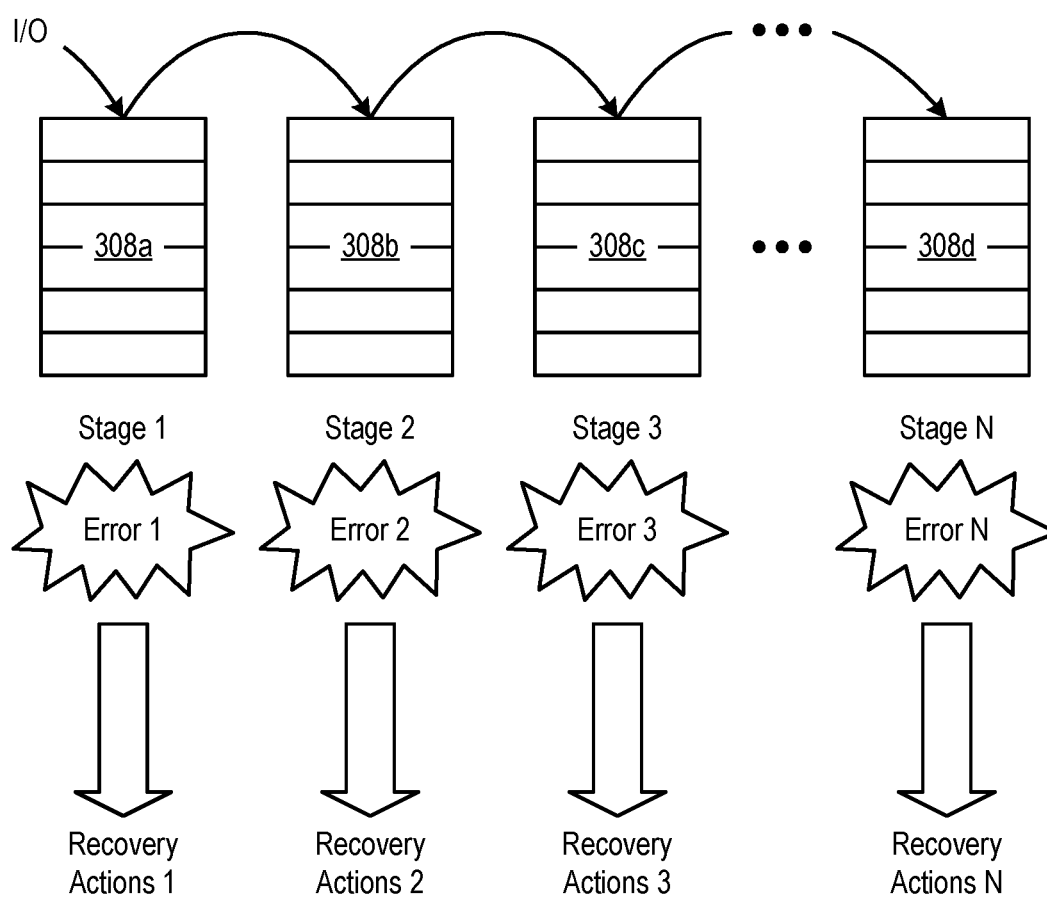 I/O
308a
308b
308c
308d
Stage 1
Stage 2
Stage 3
Stage N
Error 1
Error 2
Error 3
Error N
Recovery
Actions 1
Recovery
Actions 2
Recovery
Actions 3
Recovery
Actions N